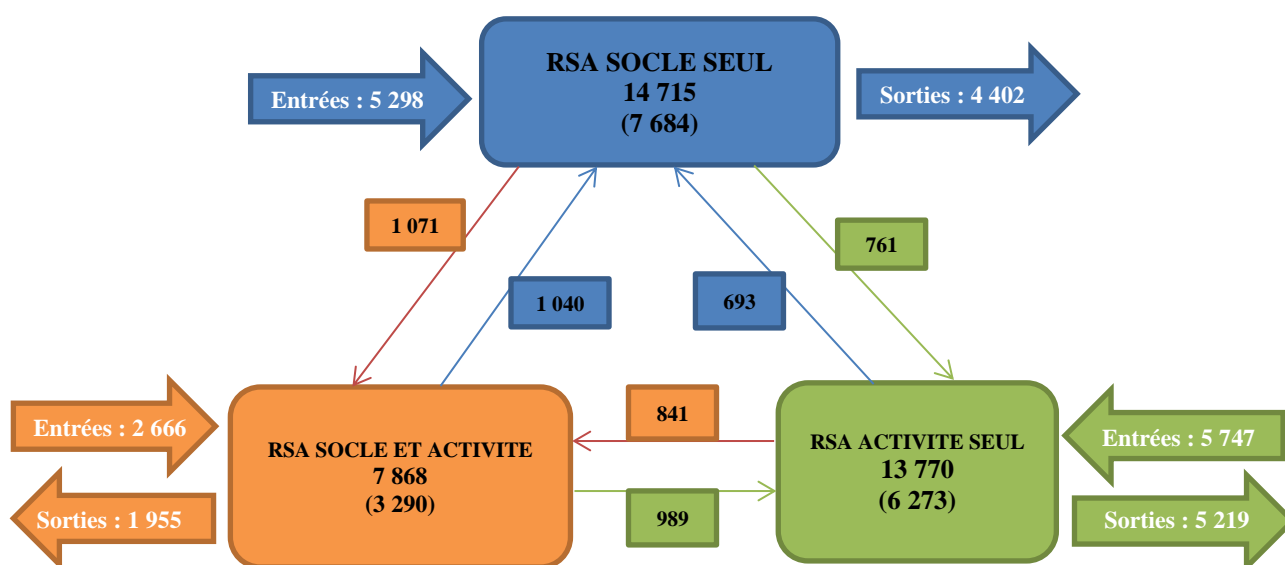 RSA SOCLE SEUL
14 715
(7 684)
Entrées : 5 298
Sorties : 4 402
1 071
761
1 040
693
Entrées : 2 666
Sorties : 1 955
RSA SOCLE ET ACTIVITE
7 868
(3 290)
841
989
RSA ACTIVITE SEUL
13 770
(6 273)
Entrées : 5 747
Sorties : 5 219